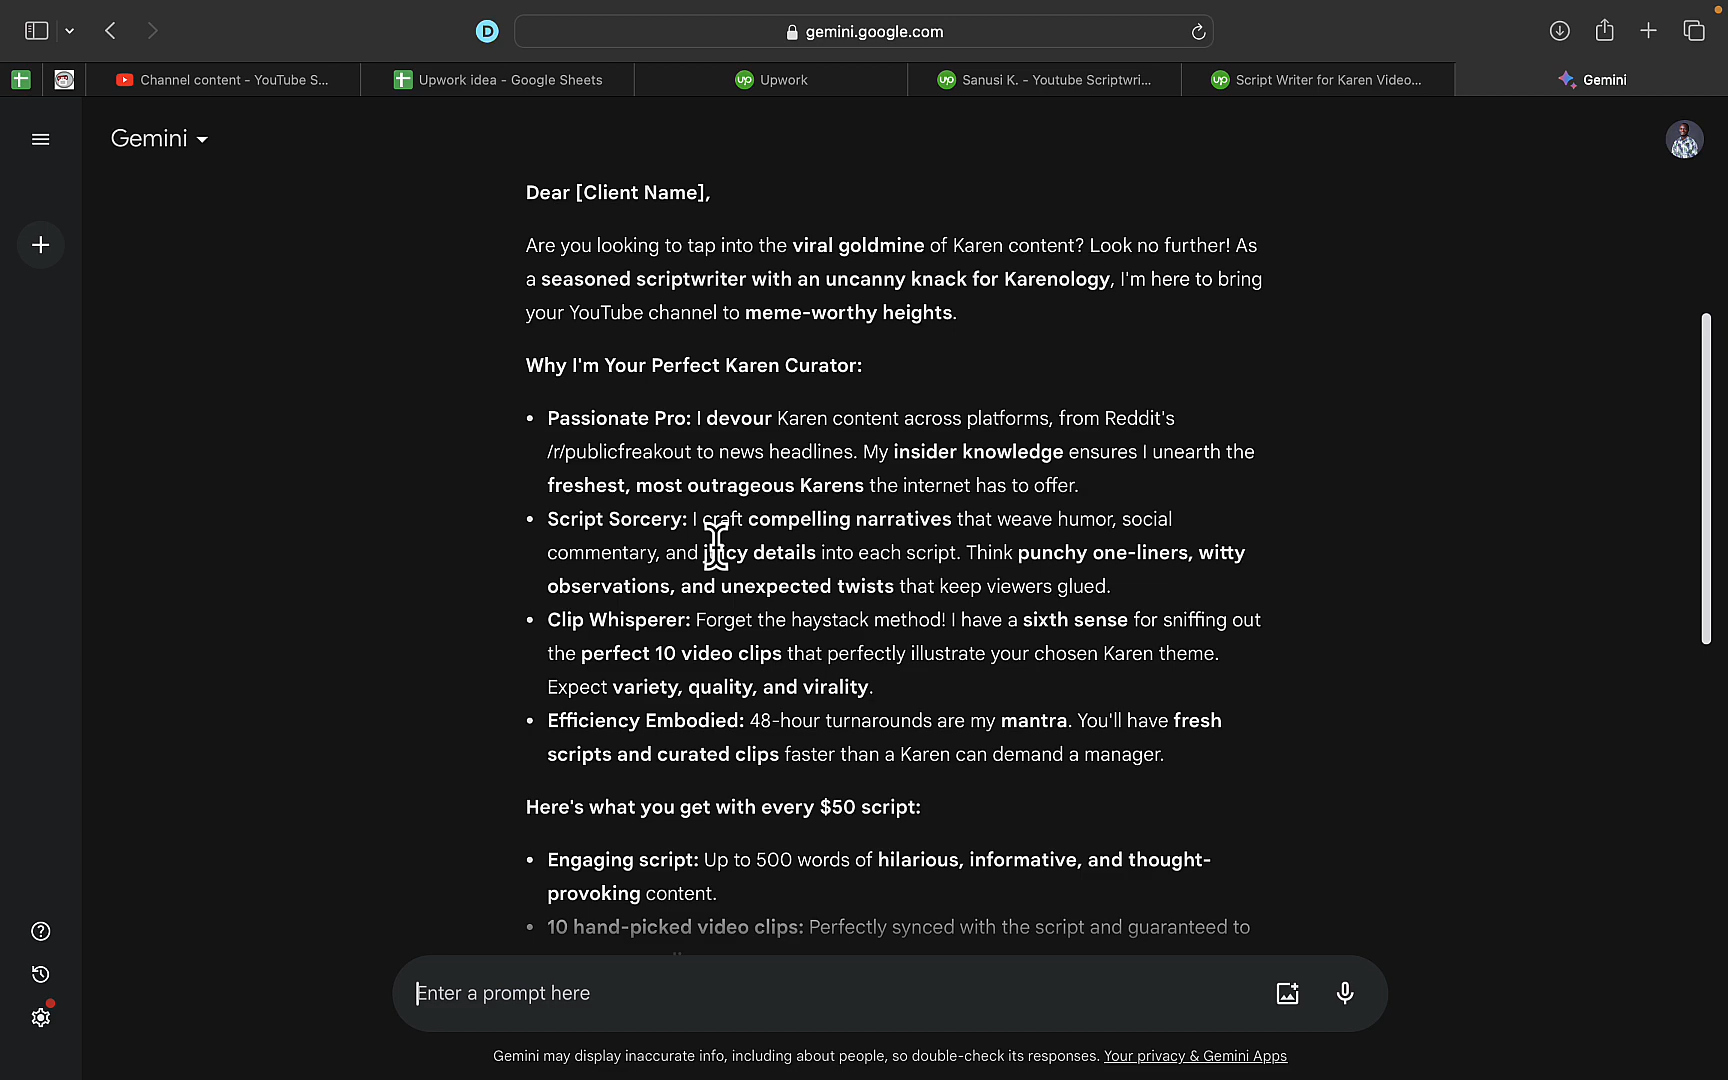 D
gemini.google.com
Channel content - YouTube S...
Upwork idea - Google Sheets
up Upwork
up Sanusi K. - Youtube Scriptwri...
up Script Writer for Karen Video...
Gemini
Gemini
Dear [Client Name],
Are you looking to tap into the viral goldmine of Karen content? Look no further! As
a seasoned scriptwriter with an uncanny knack for Karenology, I'm here to bring
your YouTube channel to meme-worthy heights.
Why I'm Your Perfect Karen Curator:
• Passionate Pro: I devour Karen content across platforms, from Reddit's
/r/publicfreakout to news headlines. My insider knowledge ensures I unearth the
freshest, most outrageous Karens the internet has to offer.
• Script Sorcery: I craft compelling narratives that weave humor, social
commentary, and juicy details into each script. Think punchy one-liners, witty
observations, and unexpected twists that keep viewers glued.
• Clip Whisperer: Forget the haystack method! I have a sixth sense for sniffing out
the perfect 10 video clips that perfectly illustrate your chosen Karen theme.
Expect variety, quality, and virality.
• Efficiency Embodied: 48-hour turnarounds are my mantra. You'll have fresh
scripts and curated clips faster than a Karen can demand a manager.
Here's what you get with every $50 script:
• Engaging script: Up to 500 words of hilarious, informative, and thought-
provoking content.
• 10 hand-picked video clips: Perfectly synced with the script and guaranteed to
Enter a prompt here
Gemini may display inaccurate info, including about people, so double-check its responses. Your privacy & Gemini Apps